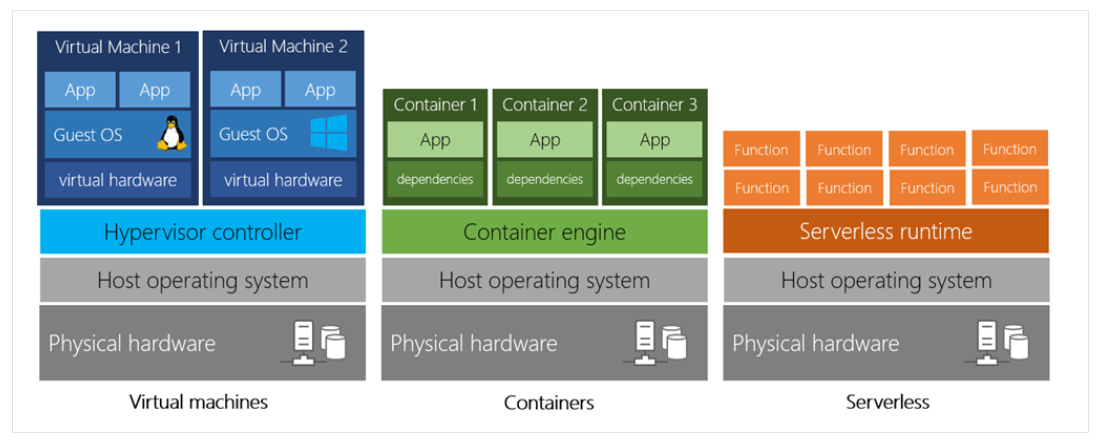 Virtual Machine 1
App App
Guest OS
virtual hardware
Virtual Machine 2
App App
Guest OS
virtual hardware
Hypervisor controller
Host operating system
Physical hardware
Virtual machines
Container 1
App
dependencies
Container 2
App
dependencies
Container 3
App
dependencies
Container engine
Host operating system
Physical hardware
Containers
Function Function Function Function
Function Function Function Function
Serverless runtime
Host operating system
Physical hardware
Serverless